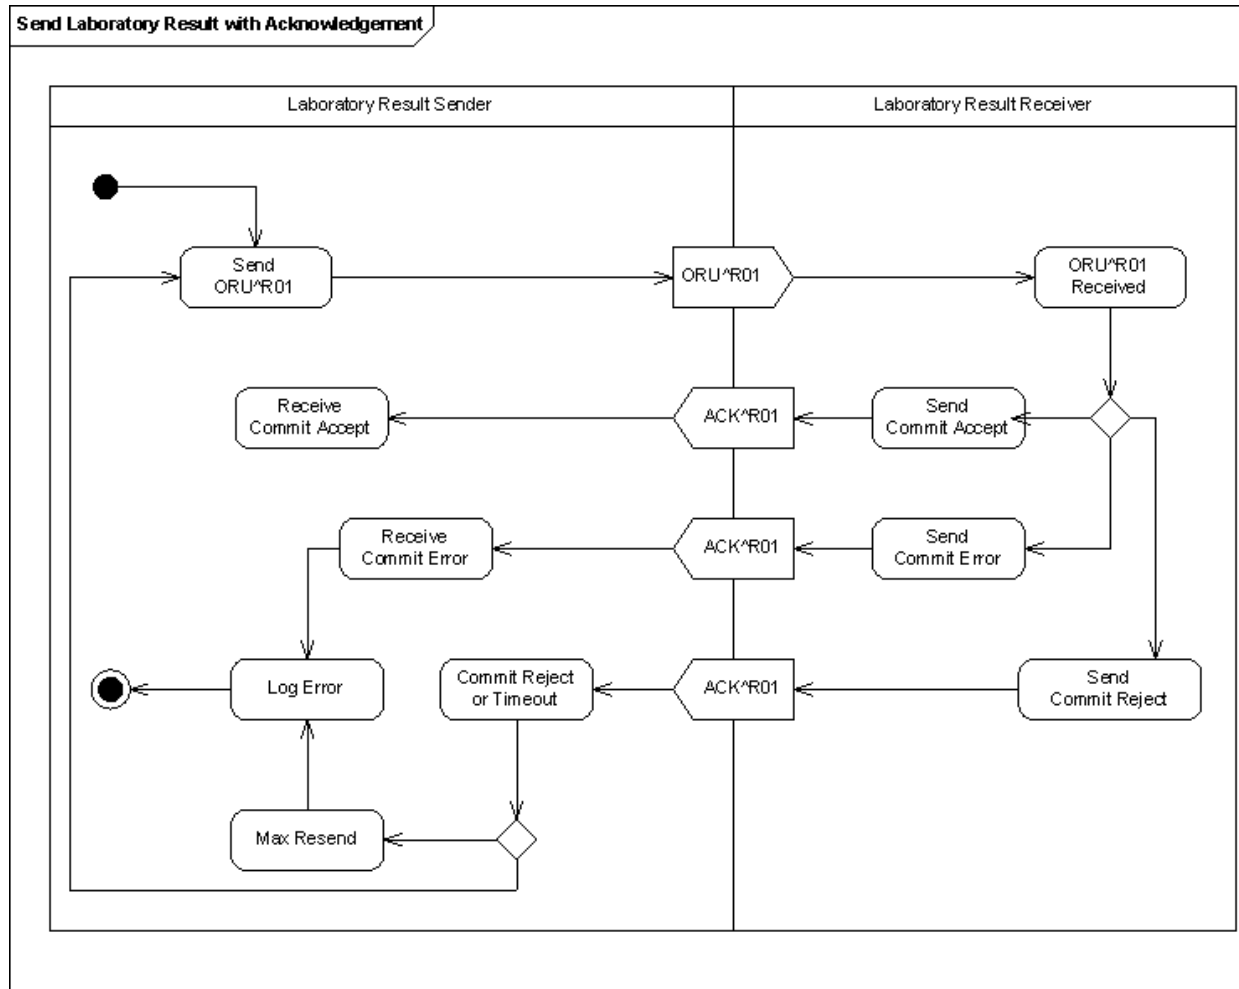 Send Laboratory Result with Acknowledgement
Laboratory Result Sender
Laboratory Result Receiver
Send
ORU^R01
ORU^R01
ORU^R01
Received
Receive
Commit Accept
ACK^R01
Send
Commit Accept
Receive
Commit Error
ACK^R01
Send
Commit Error
Log Error
Commit Reject
or Timeout
ACK^R01
Send
Commit Reject
Max Resend